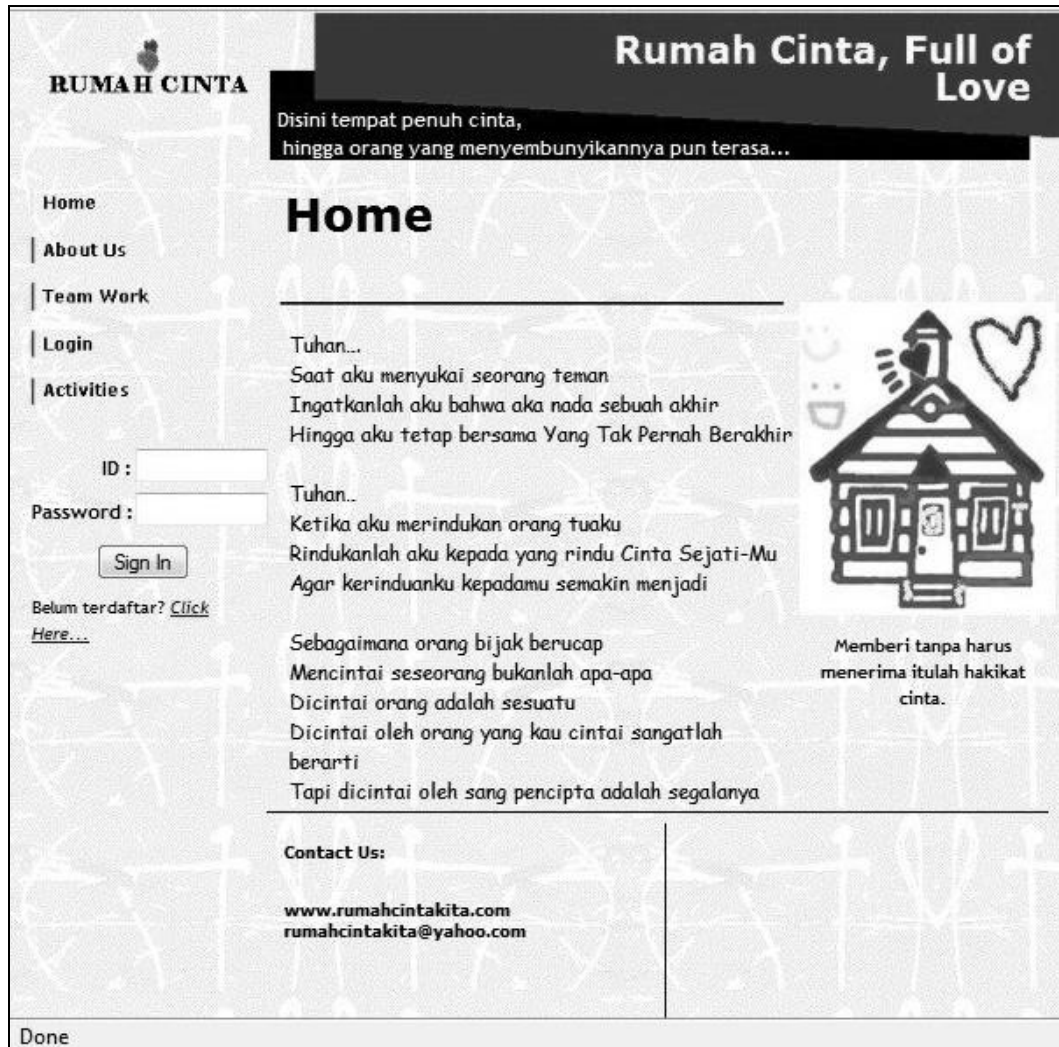 RUMAH CINTA
Rumah Cinta, Full of
Love
Disini tempat penuh cinta,
hingga orang yang menyembunyikannya pun terasa...
Home
About Us
Team Work
Login
Activities
ID :
Password :
Sign In
Belum terdaftar? Click
Here...
Home
Tuhan...
Saat aku menyukai seorang teman
Ingatkanlah aku bahwa aka nada sebuah akhir
Hingga aku tetap bersama Yang Tak Pernah Berakhir
Tuhan..
Ketika aku merindukan orang tuaku
Rindukanlah aku kepada yang rindu Cinta Sejati-Mu
Agar kerinduanku kepadamu semakin menjadi
Sebagaimana orang bijak berucap
Mencintai seseorang bukanlah apa-apa
Dicintai orang adalah sesuatu
Dicintai oleh orang yang kau cintai sangatlah
berarti
Tapi dicintai oleh sang pencipta adalah segalanya
Memberi tanpa harus
menerima itulah hakikat
cinta.
Contact Us:
www.rumahcintakita.com
rumahcintakita@yahoo.com
Done